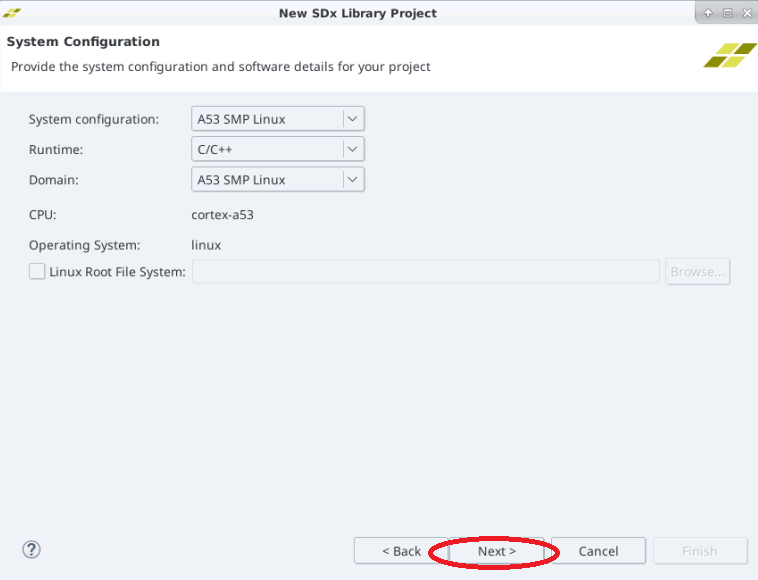 New SDx Library Project
System Configuration
Provide the system configuration and software details for your project
System configuration: A53 SMP Linux
Runtime: C/C++
Domain: A53 SMP Linux
CPU: cortex-a53
Operating System: linux
Linux Root File System: Browse...
? < Back Next > Cancel Finish